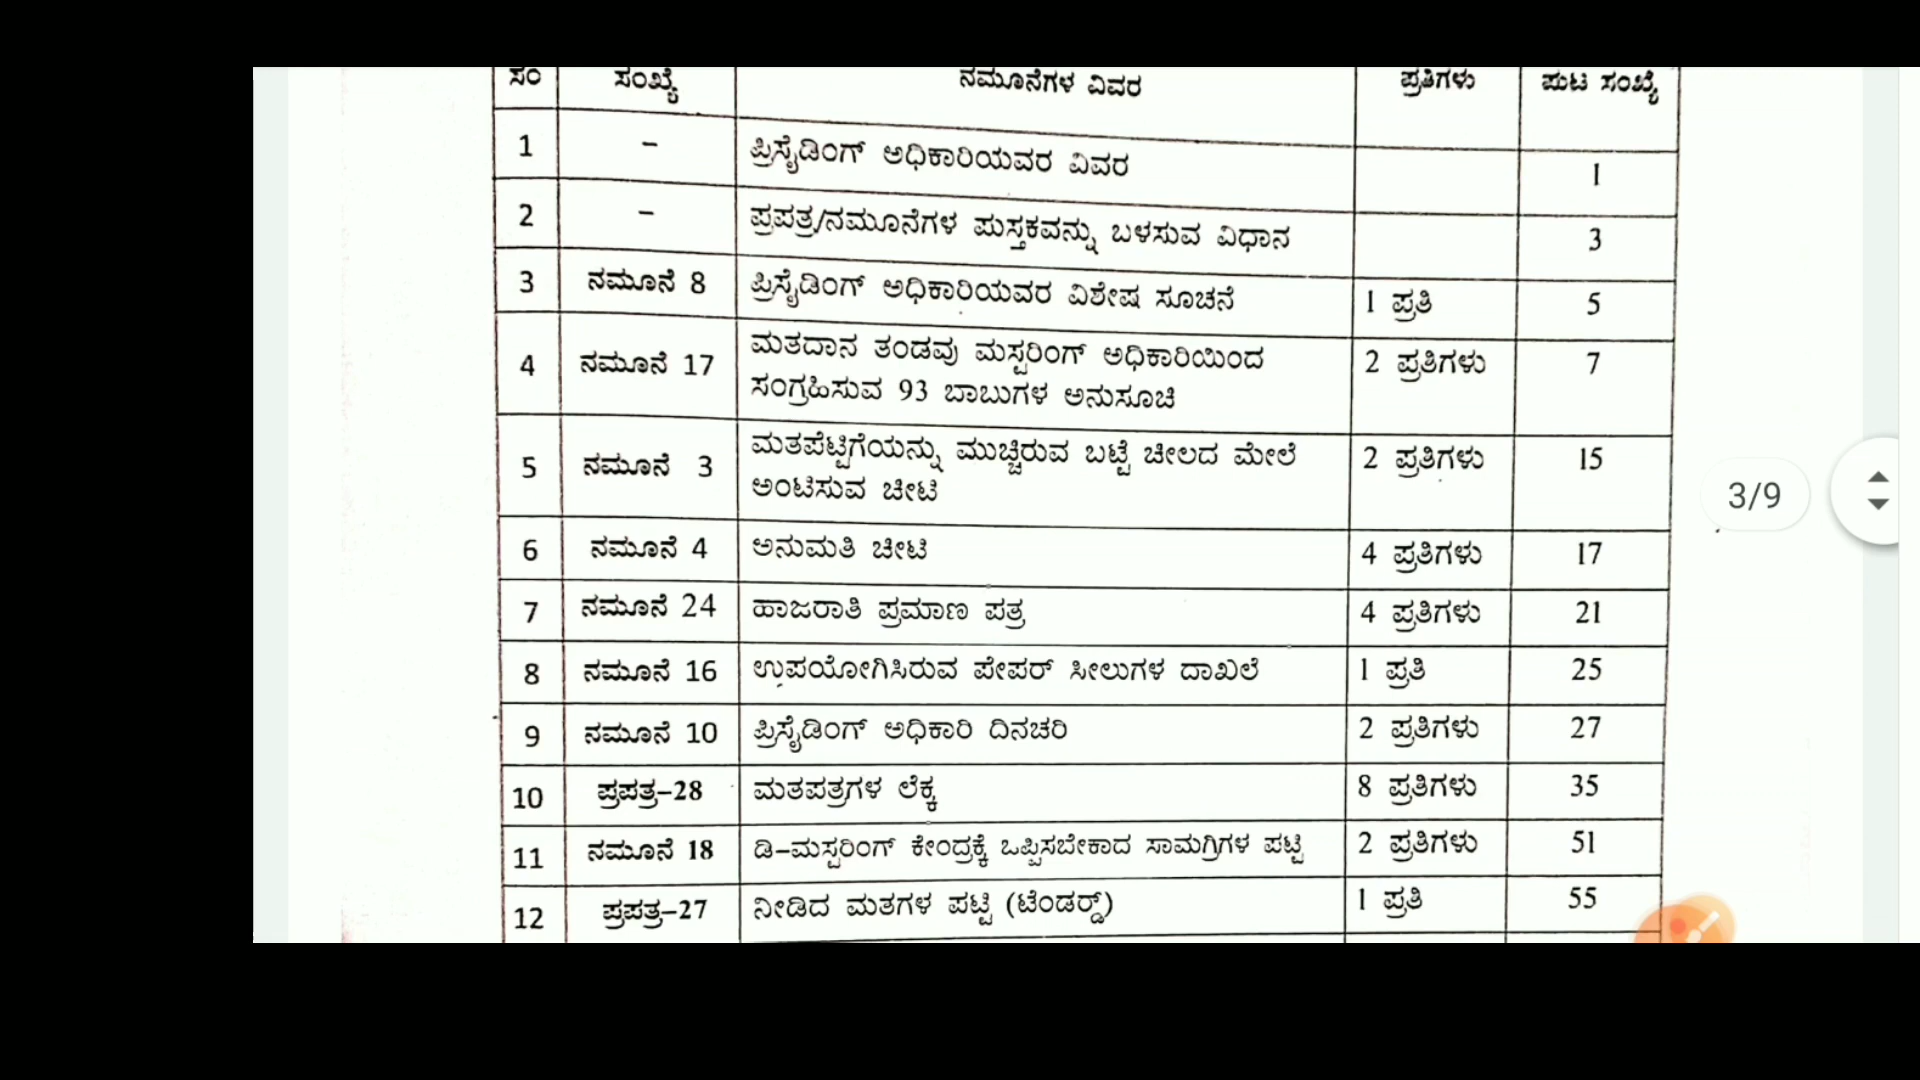 ಸಂ ಸಂಖ್ಯೆ ನಮೂನೆಗಳ ವಿವರ ಪ್ರತಿಗಳು ಪುಟ ಸಂಖ್ಯೆ
1 – ಪ್ರಿಸೈಡಿಂಗ್ ಅಧಿಕಾರಿಯವರ ವಿವರ 1
2 – ಪ್ರಪತ್ರ/ನಮೂನೆಗಳ ಪುಸ್ತಕವನ್ನು ಬಳಸುವ ವಿಧಾನ 3
3 ನಮೂನೆ 8 ಪ್ರಿಸೈಡಿಂಗ್ ಅಧಿಕಾರಿಯವರ ವಿಶೇಷ ಸೂಚನೆ 1 ಪ್ರತಿ 5
4 ನಮೂನೆ 17 ಮತದಾನ ತಂಡವು ಮಸ್ಟರಿಂಗ್ ಅಧಿಕಾರಿಯಿಂದ 2 ಪ್ರತಿಗಳು 7
ಸಂಗ್ರಹಿಸುವ 93 ಬಾಬುಗಳ ಅನುಸೂಚಿ
5 ನಮೂನೆ 3 ಮತಪೆಟ್ಟಿಗೆಯನ್ನು ಮುಚ್ಚಿರುವ ಬಟ್ಟೆ ಚೀಲದ ಮೇಲೆ 2 ಪ್ರತಿಗಳು 15
ಅಂಟಿಸುವ ಚೀಟಿ
6 ನಮೂನೆ 4 ಅನುಮತಿ ಚೀಟಿ 4 ಪ್ರತಿಗಳು 17
7 ನಮೂನೆ 24 ಹಾಜರಾತಿ ಪ್ರಮಾಣ ಪತ್ರ 4 ಪ್ರತಿಗಳು 21
8 ನಮೂನೆ 16 ಉಪಯೋಗಿಸಿರುವ ಪೇಪರ್ ಸೀಲುಗಳ ದಾಖಲೆ 1 ಪ್ರತಿ 25
9 ನಮೂನೆ 10 ಪ್ರಿಸೈಡಿಂಗ್ ಅಧಿಕಾರಿ ದಿನಚರಿ 2 ಪ್ರತಿಗಳು 27
10 ಪ್ರಪತ್ರ–28 ಮತಪತ್ರಗಳ ಲೆಕ್ಕ 8 ಪ್ರತಿಗಳು 35
11 ನಮೂನೆ 18 ಡಿ–ಮಸ್ಟರಿಂಗ್ ಕೇಂದ್ರಕ್ಕೆ ಒಪ್ಪಿಸಬೇಕಾದ ಸಾಮಗ್ರಿಗಳ ಪಟ್ಟಿ 2 ಪ್ರತಿಗಳು 51
12 ಪ್ರಪತ್ರ–27 ನೀಡಿದ ಮತಗಳ ಪಟ್ಟಿ (ಟೆಂಡರ್ಡ್) 1 ಪ್ರತಿ 55
3/9